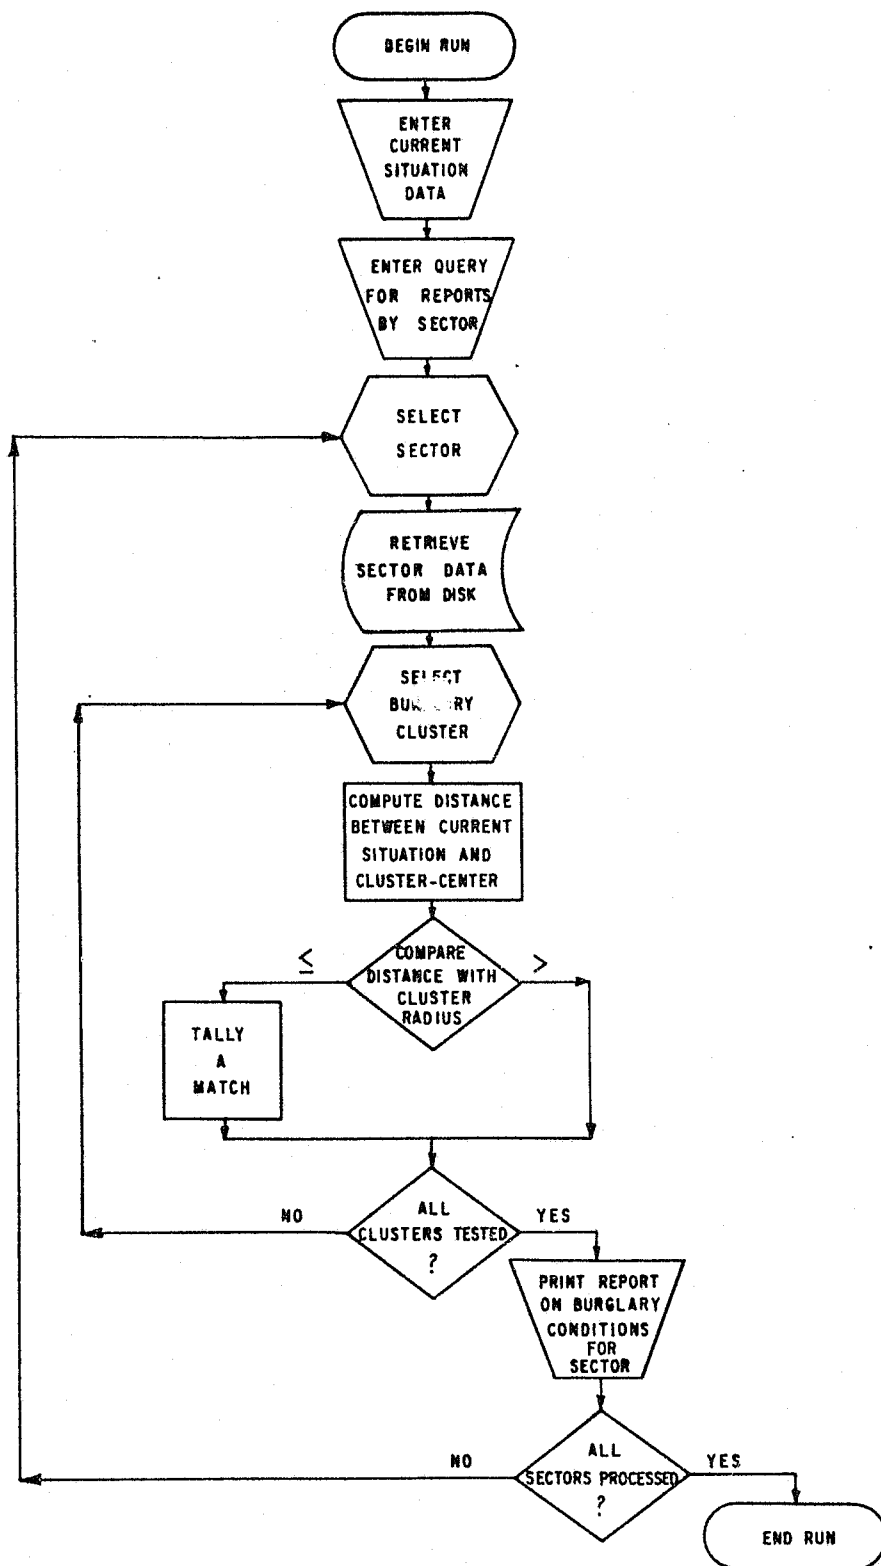 BEGIN RUN
ENTER
CURRENT
SITUATION
DATA
ENTER QUERY
FOR REPORTS
BY SECTOR
SELECT
SECTOR
RETRIEVE
SECTOR DATA
FROM DISK
SELECT
BURGLARY
CLUSTER
COMPUTE DISTANCE
BETWEEN CURRENT
SITUATION AND
CLUSTER-CENTER
≤
COMPARE
DISTANCE WITH
CLUSTER
RADIUS
>
TALLY
A
MATCH
NO
ALL
CLUSTERS TESTED
?
YES
PRINT REPORT
ON BURGLARY
CONDITIONS
FOR
SECTOR
NO
ALL
SECTORS PROCESSED
?
YES
END RUN